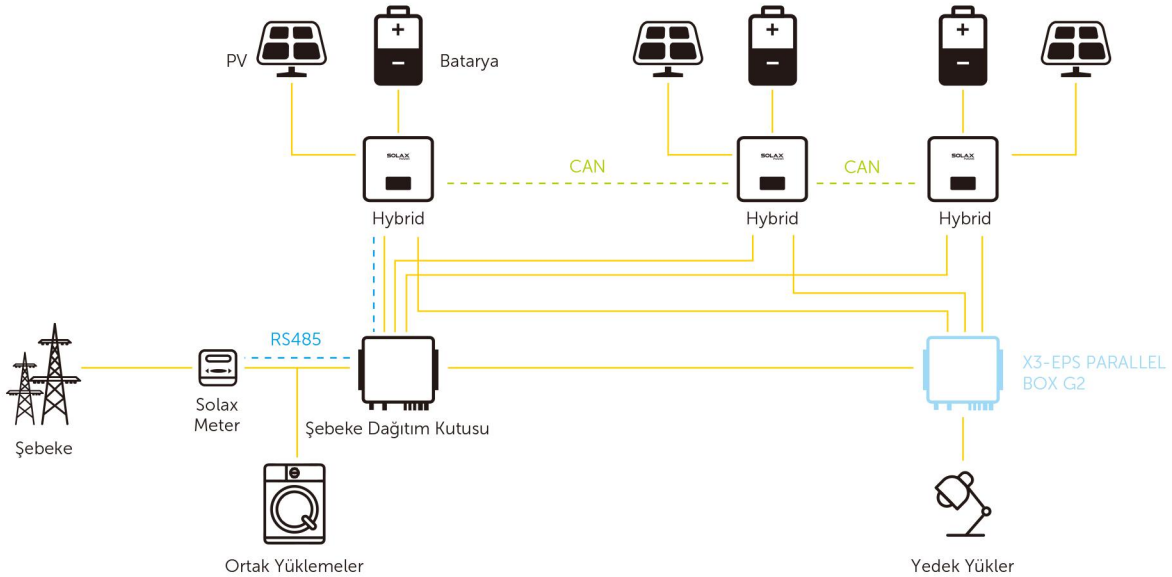 PV
Batarya
SOLAX
SOLAX
SOLAX
CAN
CAN
Hybrid
Hybrid
Hybrid
RS485
X3-EPS PARALLEL
BOX G2
Solax
Meter
Şebeke Dağıtım Kutusu
Şebeke
Ortak Yüklemeler
Yedek Yükler